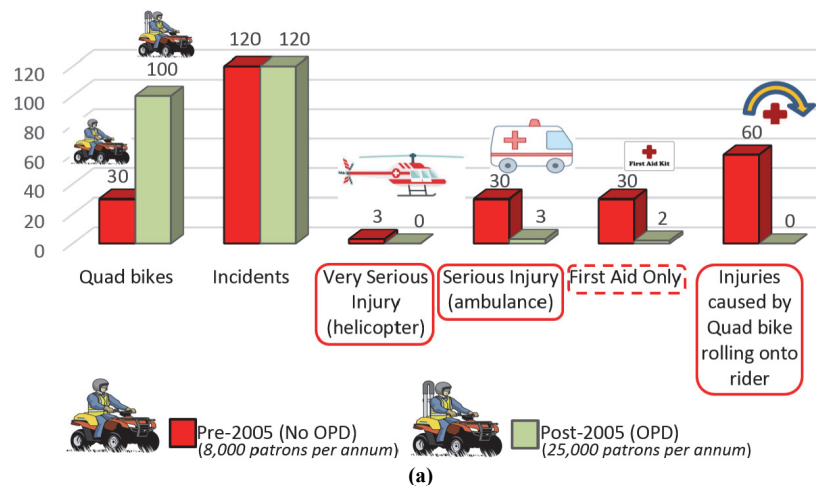 120 120
120
100
100
80
60
60
40
30
30
30
20
3
0
3
2
0
0
First Aid Kit
Quad bikes
Incidents
Very Serious
Injury
(helicopter)
Serious Injury
(ambulance)
First Aid Only
Injuries
caused by
Quad bike
rolling onto
rider
Pre-2005 (No OPD)
(8,000 patrons per annum)
Post-2005 (OPD)
(25,000 patrons per annum)
(a)